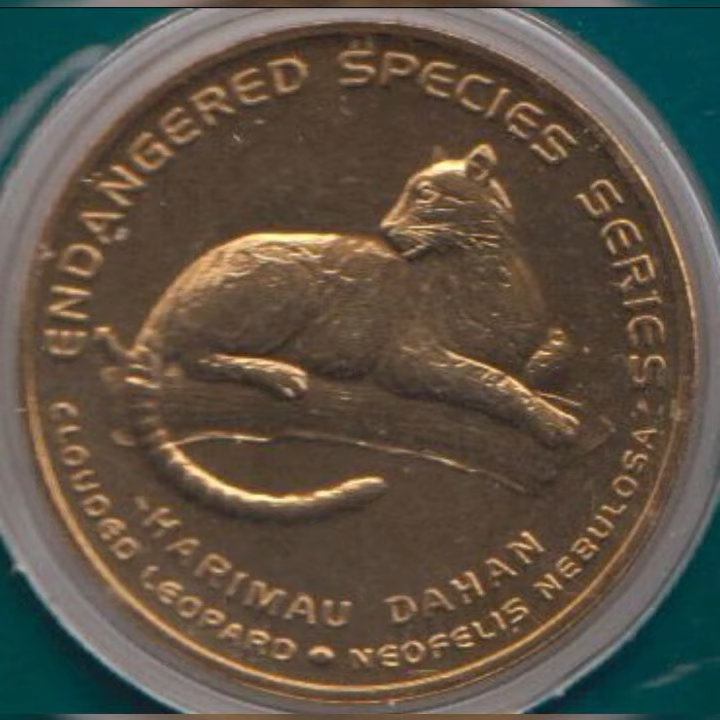 ENDANGERED SPECIES SERIES
HARIMAU DAHAN
CLOUDED LEOPARD • NEOFELIS NEBULOSA